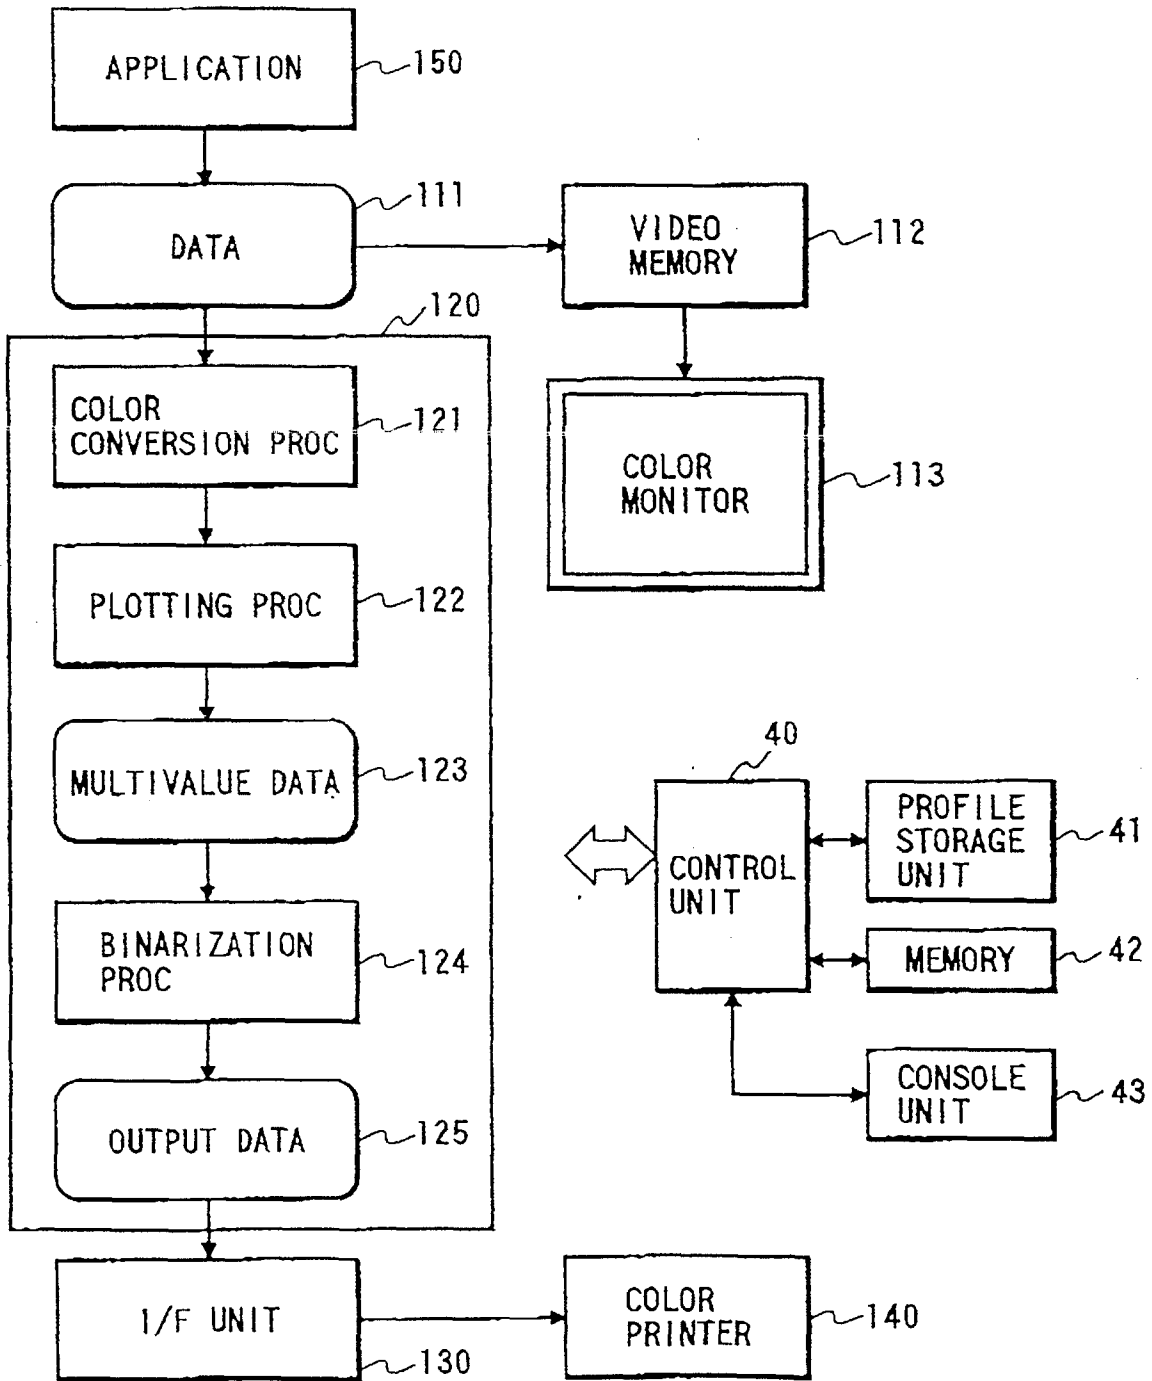 APPLICATION
150
DATA
111
VIDEO
MEMORY
112
120
COLOR
CONVERSION PROC
121
COLOR
MONITOR
113
PLOTTING PROC
122
MULTIVALUE DATA
123
40
CONTROL
UNIT
PROFILE
STORAGE
UNIT
41
BINARIZATION
PROC
124
MEMORY
42
CONSOLE
UNIT
43
OUTPUT DATA
125
I/F UNIT
130
COLOR
PRINTER
140